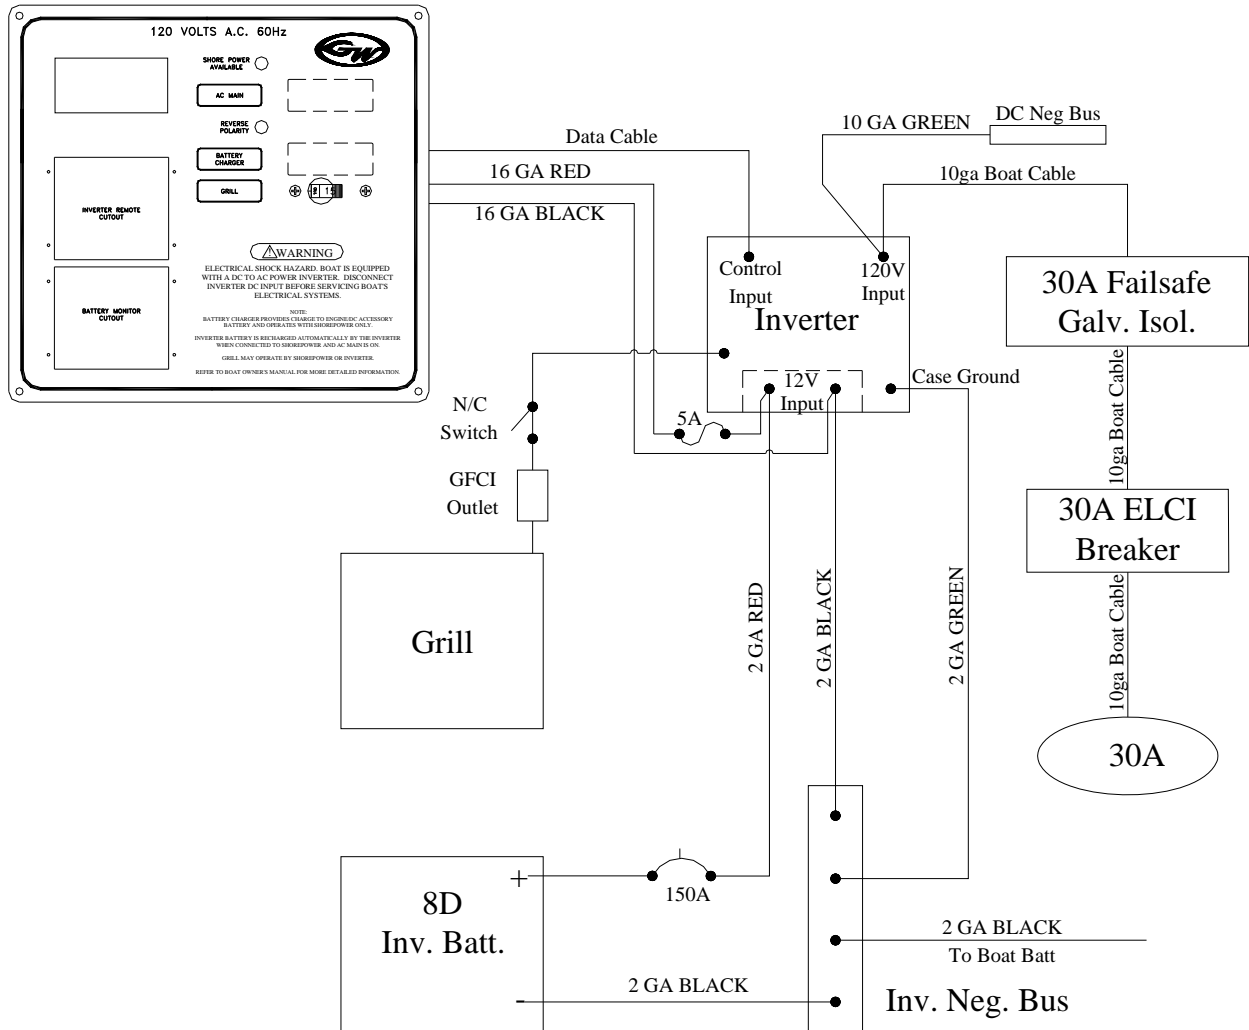 120 VOLTS A.C. 60Hz
GW
SHORE POWER
AVAILABLE
AC MAIN
REVERSE
POLARITY
BATTERY
CHARGER
GRILL
INVERTER REMOTE
CUTOUT
BATTERY MONITOR
CUTOUT
WARNING
ELECTRICAL SHOCK HAZARD. BOAT IS EQUIPPED
WITH A DC TO AC POWER INVERTER. DISCONNECT
INVERTER DC INPUT BEFORE SERVICING BOAT'S
ELECTRICAL SYSTEMS.
NOTE:
BATTERY CHARGER PROVIDES CHARGE TO ENGINE/DC ACCESSORY
BATTERY AND OPERATES WITH SHOREPOWER ONLY.
INVERTER BATTERY IS RECHARGED AUTOMATICALLY BY THE INVERTER
WHEN CONNECTED TO SHOREPOWER AND AC MAIN IS ON.
GRILL MAY OPERATE BY SHOREPOWER OR INVERTER.
REFER TO BOAT OWNER'S MANUAL FOR MORE DETAILED INFORMATION.
Data Cable
16 GA RED
16 GA BLACK
10 GA GREEN
DC Neg Bus
10ga Boat Cable
Control
Input
120V
Input
Inverter
12V
Input
Case Ground
30A Failsafe
Galv. Isol.
10ga Boat Cable
30A ELCI
Breaker
10ga Boat Cable
30A
N/C
Switch
5A
GFCI
Outlet
Grill
2 GA RED
2 GA BLACK
2 GA GREEN
8D
Inv. Batt.
+
-
150A
2 GA BLACK
2 GA BLACK
To Boat Batt
Inv. Neg. Bus